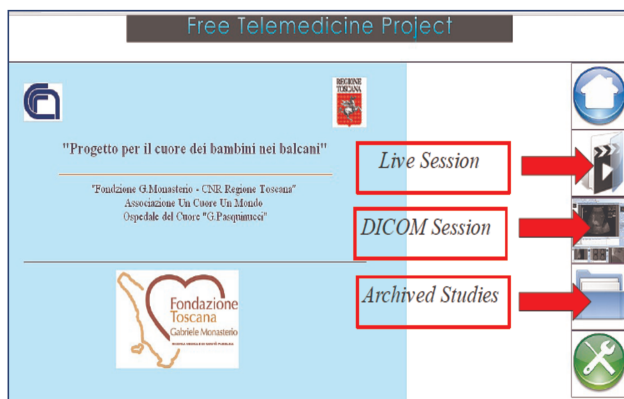 Free Telemedicine Project
REGIONE
TOSCANA
"Progetto per il cuore dei bambini nei balcani"
"Fondzione G.Monasterio - CNR Regione Toscana"
Associazione Un Cuore Un Mondo
Ospedale del Cuore "G.Pasquinucci"
Live Session
DICOM Session
Archived Studies
Fondazione
Toscana
Gabriele Monasterio